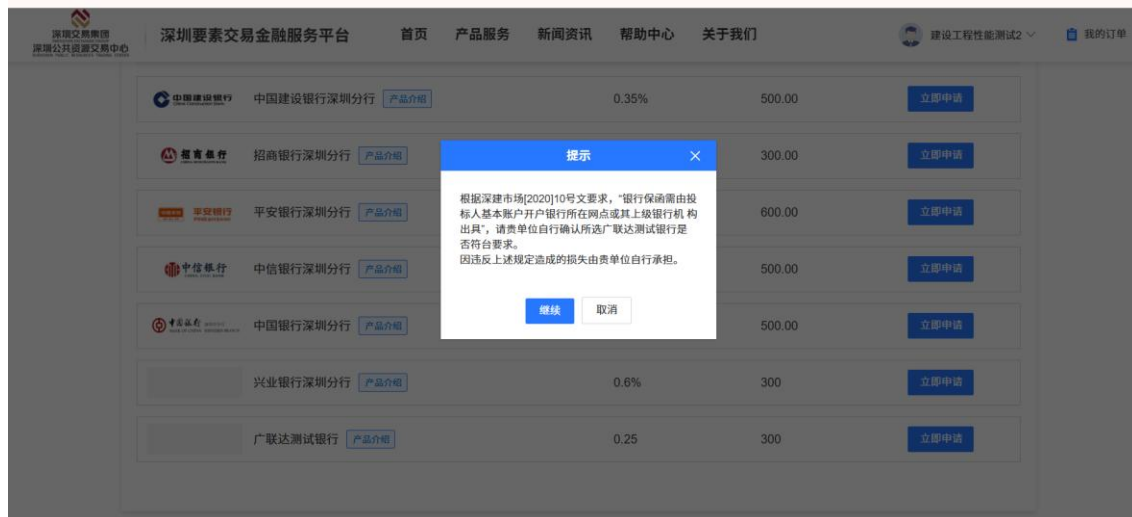 深圳交易集团
深圳公共资源交易中心
深圳要素交易金融服务平台 首页 产品服务 新闻资讯 帮助中心 关于我们 建设工程性能测试2 我的订单
中国建设银行 中国建设银行深圳分行 产品介绍 0.35% 500.00 立即申请
招商银行 招商银行深圳分行 产品介绍 300.00 立即申请
提示
平安银行 平安银行深圳分行 产品介绍 600.00 立即申请
根据深建市场[2020]10号文要求，“银行保函需由投
标人基本账户开户银行所在网点或其上级银行机 构
出具”，请贵单位自行确认所选广联达测试银行是
否符台要求。
因违反上述规定造成的损失由贵单位自行承担。
中信银行 中信银行深圳分行 产品介绍 500.00 立即申请
继续 取消
中国银行 中国银行深圳分行 产品介绍 500.00 立即申请
兴业银行深圳分行 产品介绍 0.6% 300 立即申请
广联达测试银行 产品介绍 0.25 300 立即申请